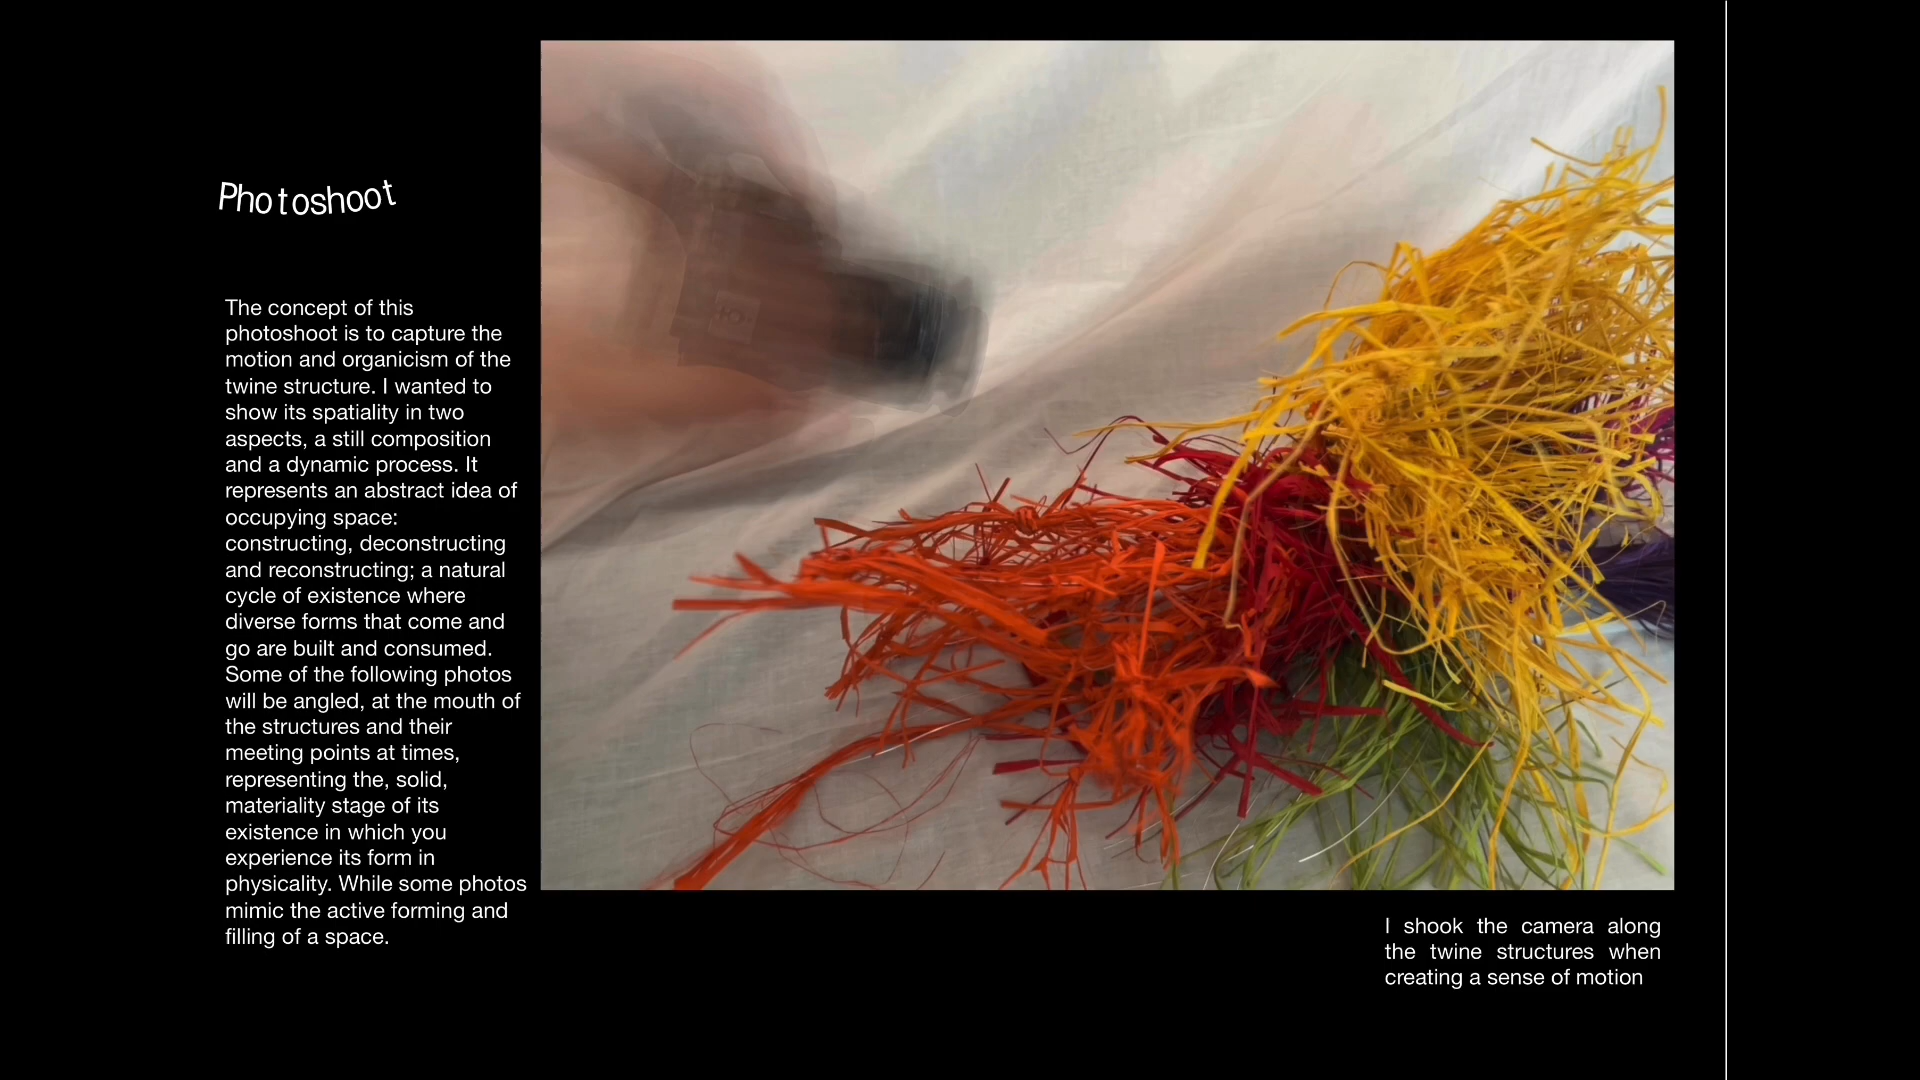 Photoshoot
The concept of this
photoshoot is to capture the
motion and organicism of the
twine structure. I wanted to
show its spatiality in two
aspects, a still composition
and a dynamic process. It
represents an abstract idea of
occupying space:
constructing, deconstructing
and reconstructing; a natural
cycle of existence where
diverse forms that come and
go are built and consumed.
Some of the following photos
will be angled, at the mouth of
the structures and their
meeting points at times,
representing the, solid,
materiality stage of its
existence in which you
experience its form in
physicality. While some photos
mimic the active forming and
filling of a space.
I shook the camera along
the twine structures when
creating a sense of motion